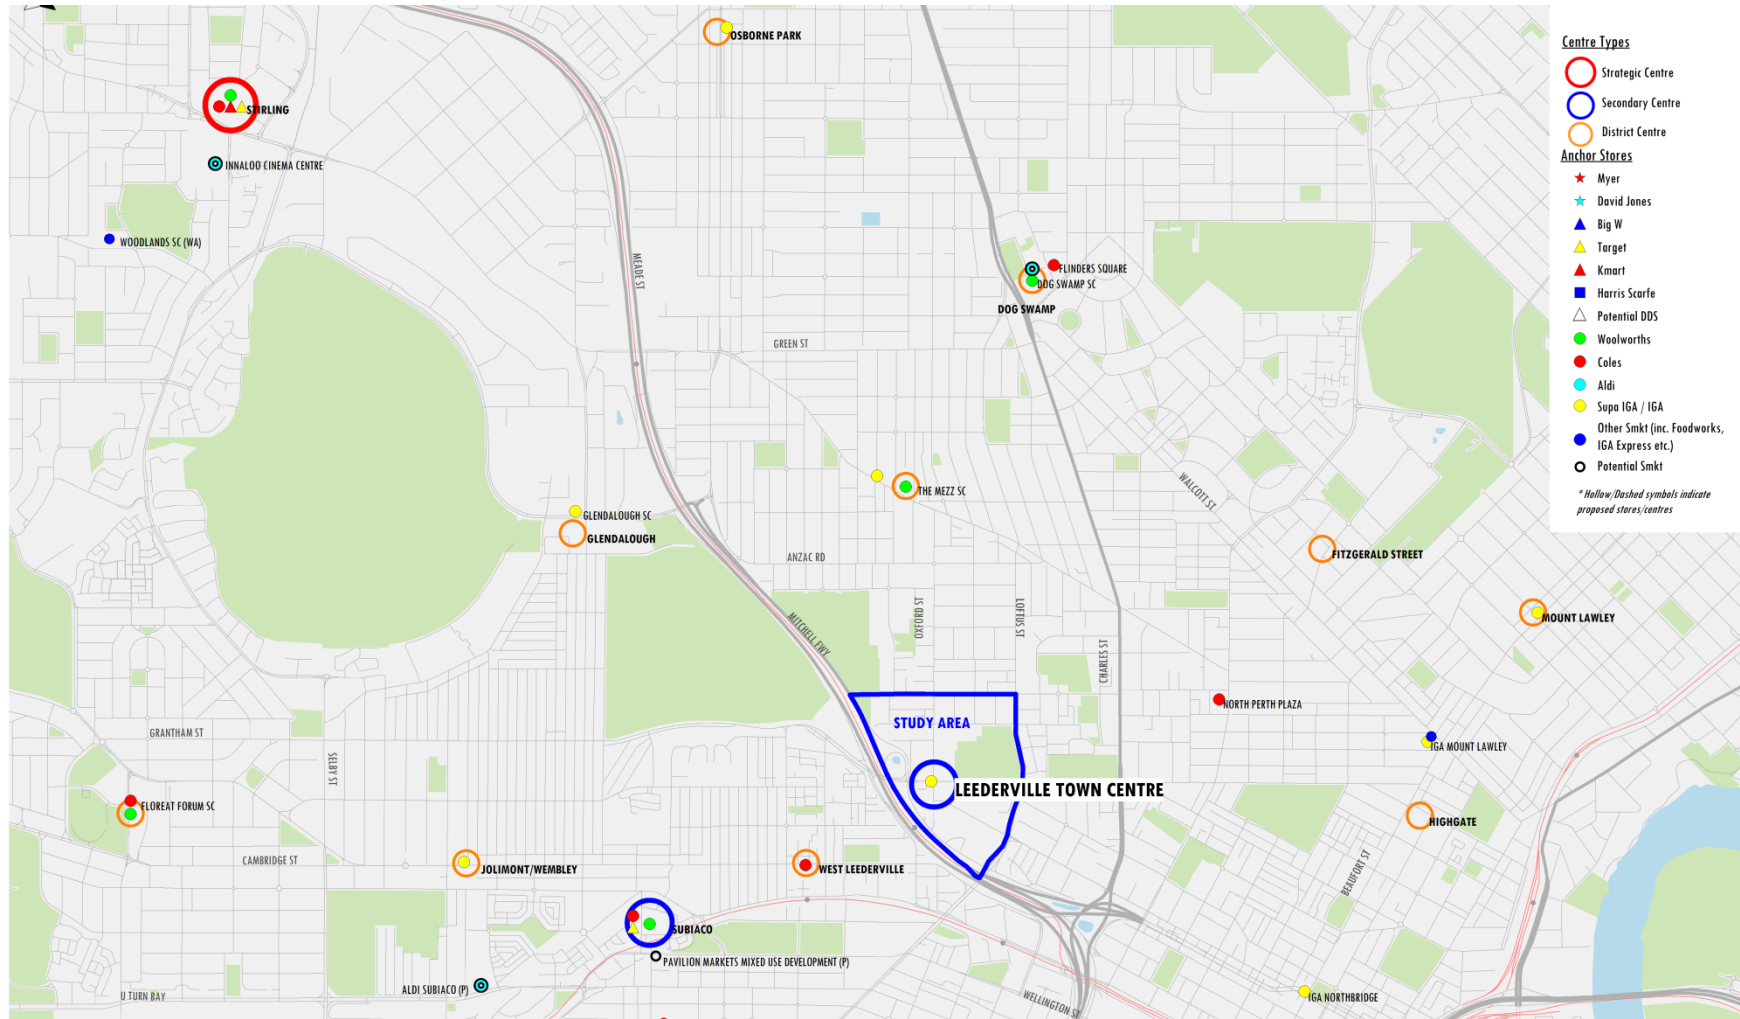 OSBORNE PARK
STIRLING
INNALOO CINEMA CENTRE
WOODLANDS SC (WA)
MEADE ST
FLINDERS SQUARE
DOG SWAMP SC
DOG SWAMP
GREEN ST
WALCOTT ST
THE MEZZ SC
GLENDALOUGH SC
GLENDALOUGH
ANZAC RD
FITZGERALD STREET
MITCHELL FWY
OXFORD ST
LOFTUS ST
CHARLES ST
MOUNT LAWLEY
NORTH PERTH PLAZA
STUDY AREA
GRANTHAM ST
SELBY ST
IGA MOUNT LAWLEY
LEEDERVILLE TOWN CENTRE
FLOREAT FORUM SC
HIGHGATE
CAMBRIDGE ST
JOLIMONT/WEMBLEY
WEST LEEDERVILLE
BEAUFORT ST
SUBIACO
PAVILION MARKETS MIXED USE DEVELOPMENT (P)
ALDI SUBIACO (P)
U TURN BAY
WELLINGTON ST
IGA NORTHBRIDGE
Centre Types
Strategic Centre
Secondary Centre
District Centre
Anchor Stores
Myer
David Jones
Big W
Target
Kmart
Harris Scarfe
Potential DDS
Woolworths
Coles
Aldi
Supa IGA / IGA
Other Smkt (inc. Foodworks,
IGA Express etc.)
Potential Smkt
* Hollow/Dashed symbols indicate
proposed stores/centres